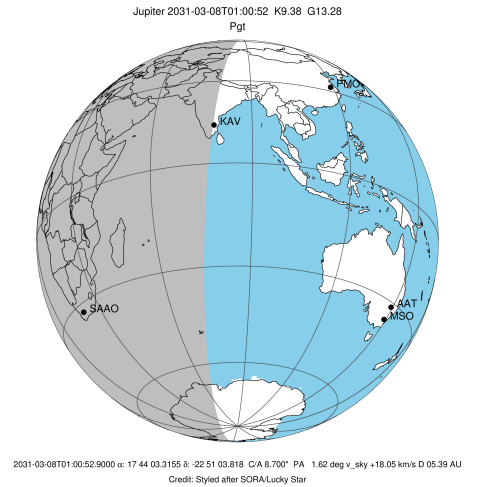 Jupiter 2031-03-08T01:00:52  K9.38  G13.28
Pgt
PMO
KAV
SAAO
AAT
MSO
2031-03-08T01:00:52.9000 α: 17 44 03.3155 δ: -22 51 03.818  C/A 8.700"  PA   1.62 deg v_sky +18.05 km/s D 05.39 AU
Credit: Styled after SORA/Lucky Star